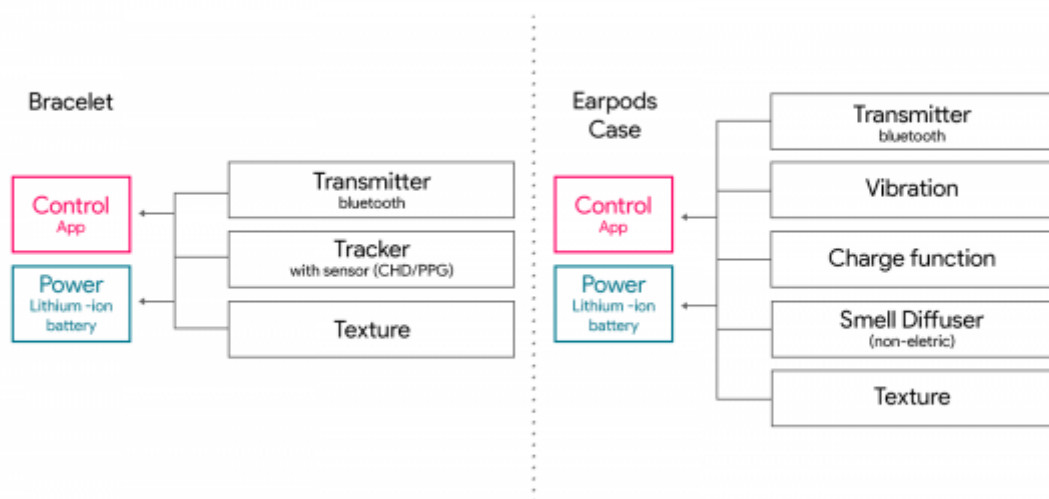 Bracelet
Control
App
Power
Lithium -ion
battery
Transmitter
bluetooth
Tracker
with sensor (CHD/PPG)
Texture
Earpods
Case
Control
App
Power
Lithium -ion
battery
Transmitter
bluetooth
Vibration
Charge function
Smell Diffuser
(non-eletric)
Texture